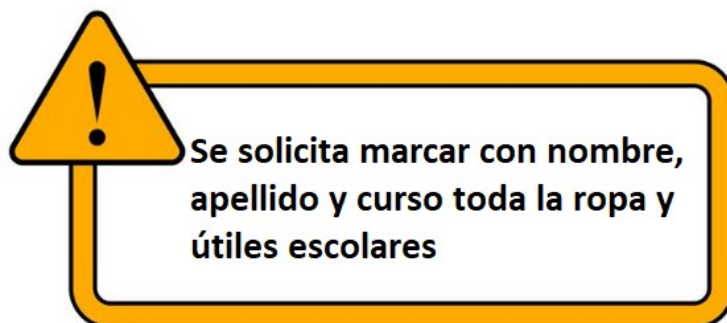 Se solicita marcar con nombre,
apellido y curso toda la ropa y
útiles escolares